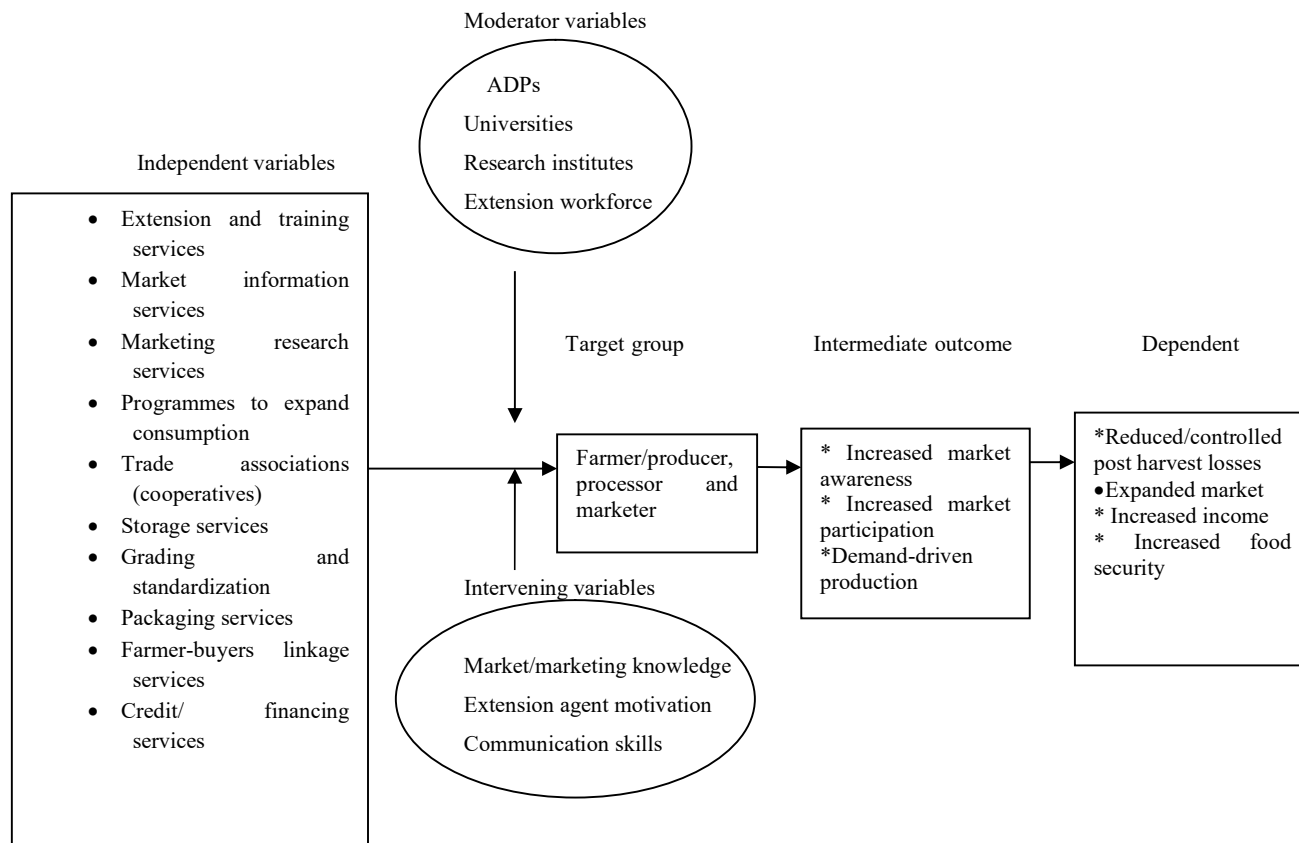 Moderator variables
ADPs
Universities
Research institutes
Extension workforce
Independent variables
• Extension and training
services
• Market information
services
• Marketing research
services
• Programmes to expand
consumption
• Trade associations
(cooperatives)
• Storage services
• Grading and
standardization
• Packaging services
• Farmer-buyers linkage
services
• Credit/ financing
services
Target group
Farmer/producer,
processor and
marketer
Intermediate outcome
* Increased market
awareness
* Increased market
participation
*Demand-driven
production
Dependent
*Reduced/controlled
post harvest losses
•Expanded market
* Increased income
* Increased food
security
Intervening variables
Market/marketing knowledge
Extension agent motivation
Communication skills